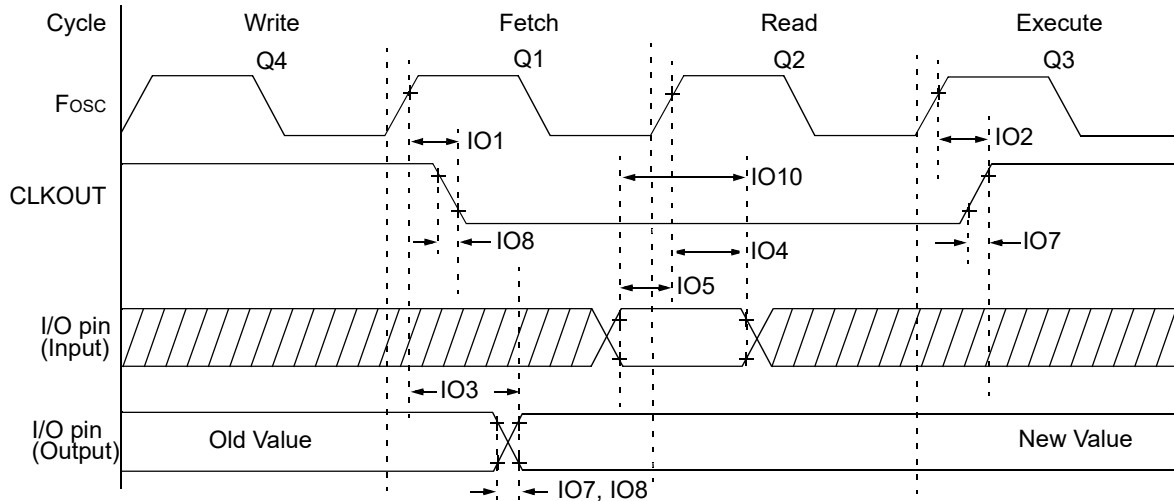 Cycle Write Fetch Read Execute
Q4 Q1 Q2 Q3
Fosc
IO1 IO2
CLKOUT IO10
IO8 IO4 IO7
IO5
I/O pin
(Input)
IO3
I/O pin
(Output)
Old Value New Value
IO7, IO8